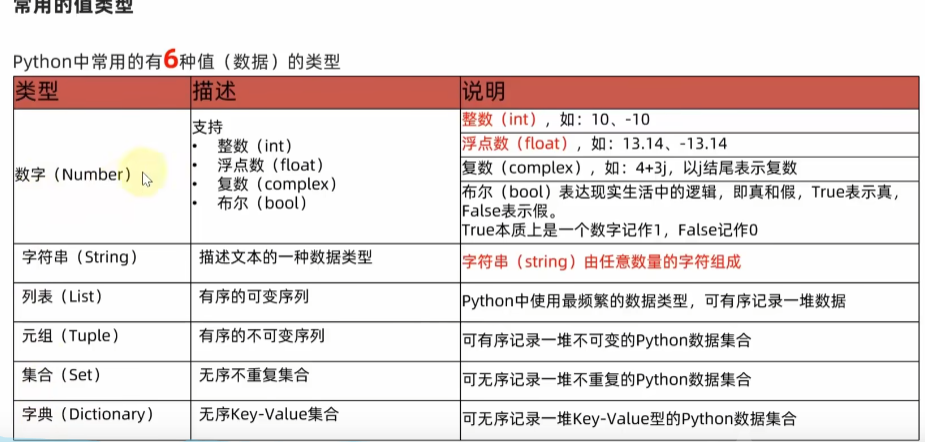 常用的值类型
Python中常用的有6种值（数据）的类型
类型 描述 说明
数字（Number）
支持
• 整数（int）
• 浮点数（float）
• 复数（complex）
• 布尔（bool）
整数（int），如：10、-10
浮点数（float），如：13.14、-13.14
复数（complex），如：4+3j，以j结尾表示复数
布尔（bool）表达现实生活中的逻辑，即真和假，True表示真，
False表示假。
True本质上是一个数字记作1，False记作0
字符串（String） 描述文本的一种数据类型 字符串（string）由任意数量的字符组成
列表（List） 有序的可变序列 Python中使用最频繁的数据类型，可有序记录一堆数据
元组（Tuple） 有序的不可变序列 可有序记录一堆不可变的Python数据集合
集合（Set） 无序不重复集合 可无序记录一堆不重复的Python数据集合
字典（Dictionary） 无序Key-Value集合 可无序记录一堆Key-Value型的Python数据集合